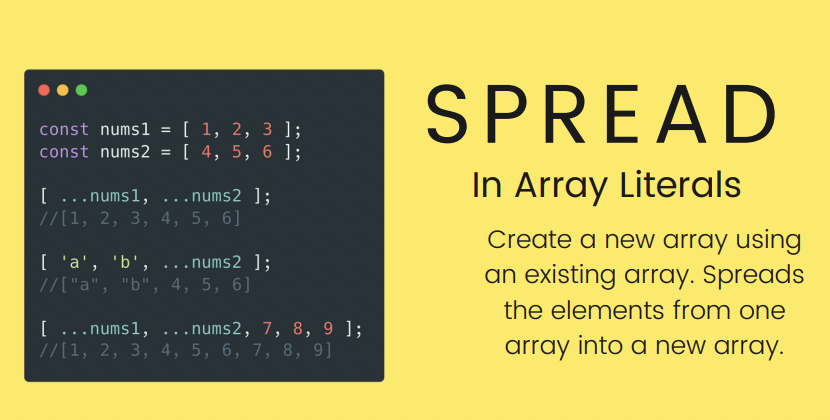 const nums1 = [ 1, 2, 3 ];
const nums2 = [ 4, 5, 6 ];
[ ...nums1, ...nums2 ];
//[1, 2, 3, 4, 5, 6]
[ 'a', 'b', ...nums2 ];
//["a", "b", 4, 5, 6]
[ ...nums1, ...nums2, 7, 8, 9 ];
//[1, 2, 3, 4, 5, 6, 7, 8, 9]
SPREAD
In Array Literals
Create a new array using
an existing array. Spreads
the elements from one
array into a new array.